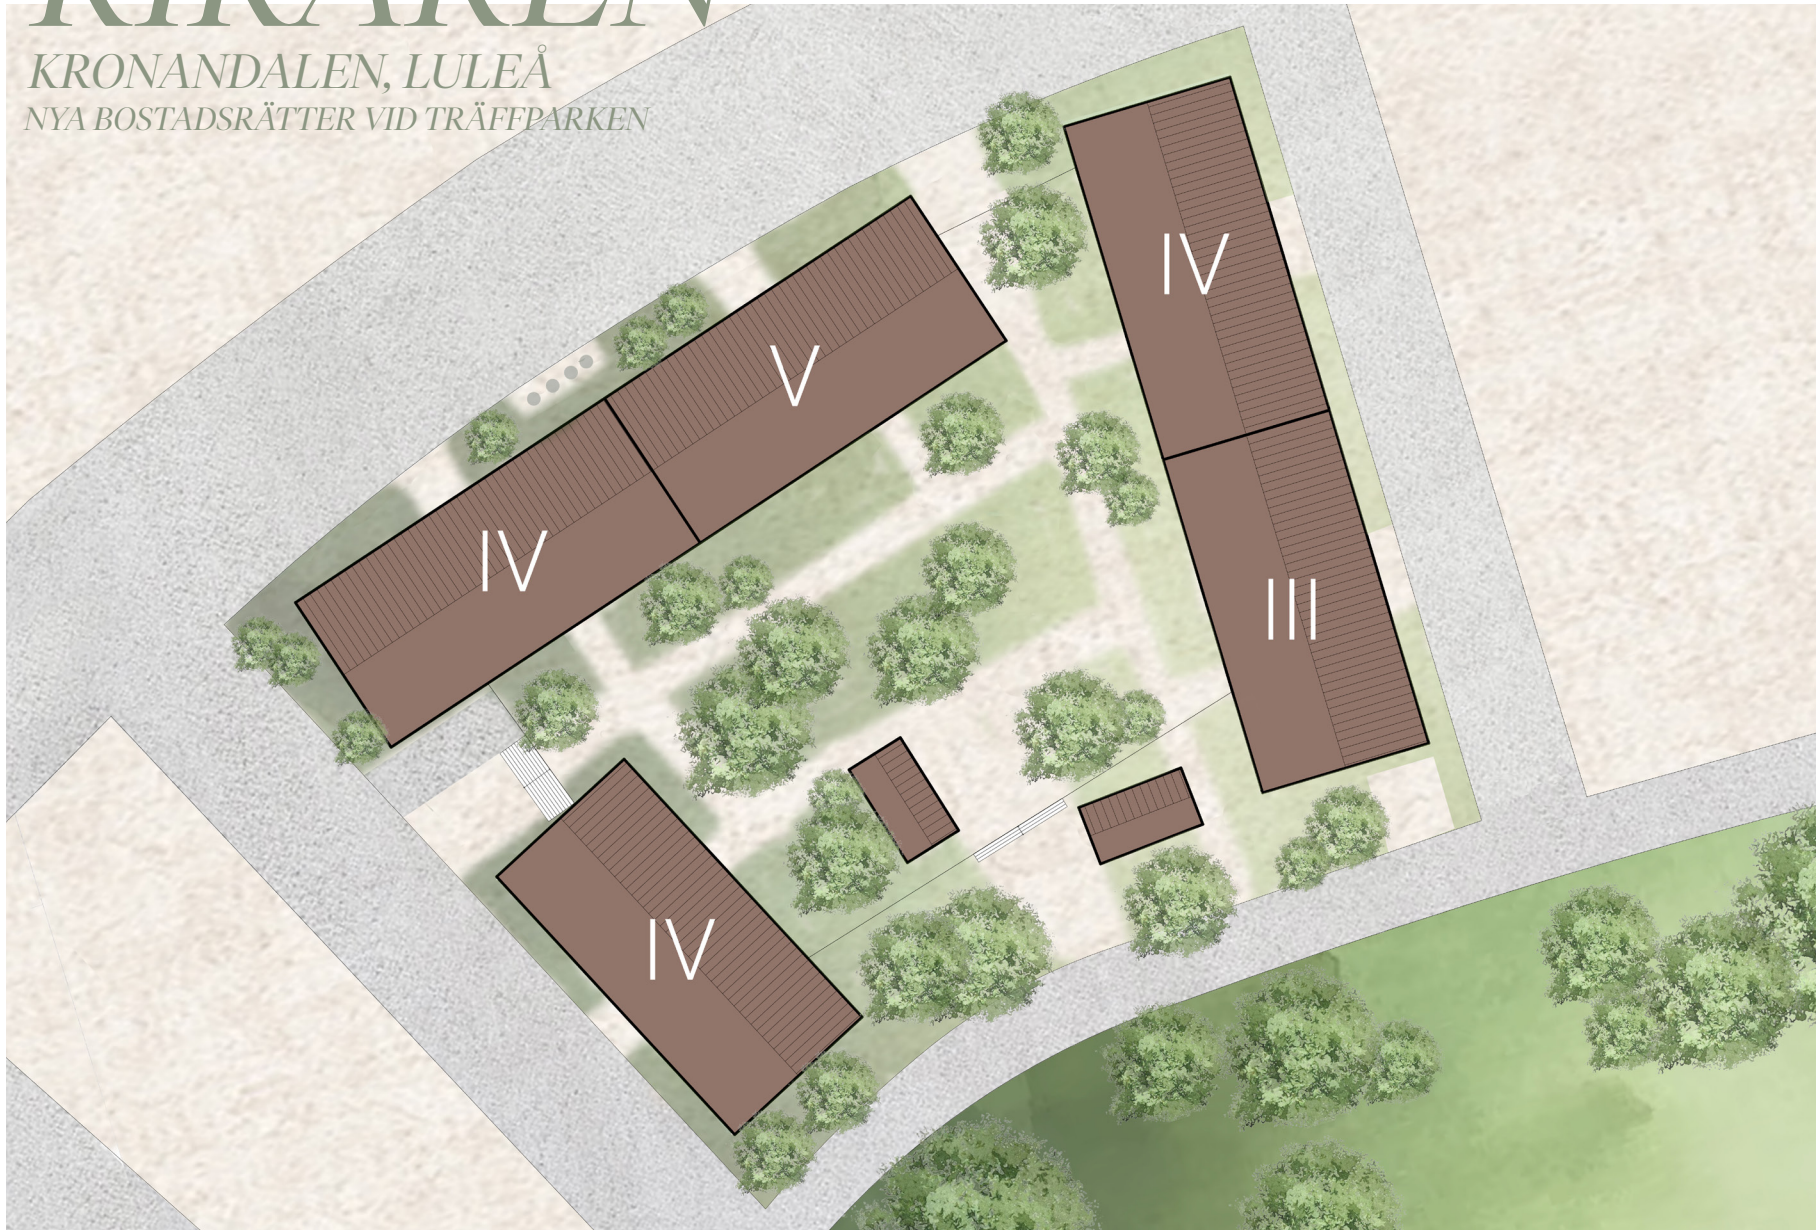 KRONANDALEN, LULEÅ
NYA BOSTADSRÄTTER VID TRÄFFPARKEN
IV
V
IV
III
IV